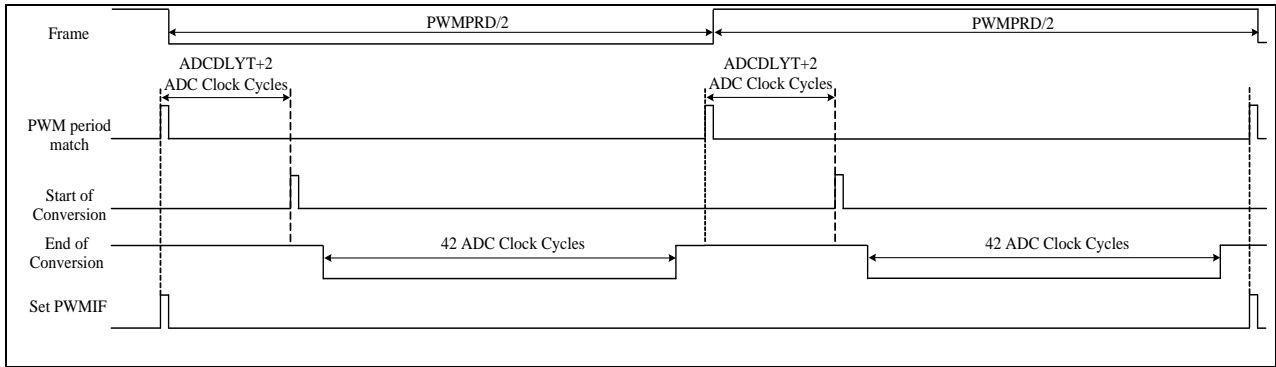 Frame
PWMPRD/2
PWMPRD/2
ADCDLYT+2
ADC Clock Cycles
ADCDLYT+2
ADC Clock Cycles
PWM period
match
Start of
Conversion
End of
Conversion
42 ADC Clock Cycles
42 ADC Clock Cycles
Set PWMIF